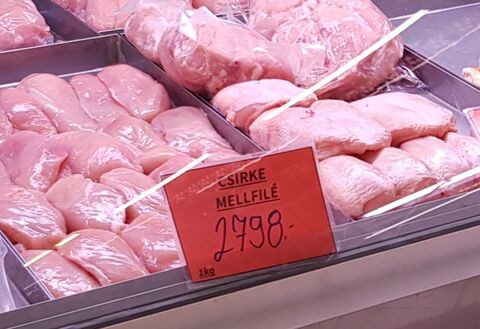 CSIRKE
MELLFILÉ
2798.-
1kg